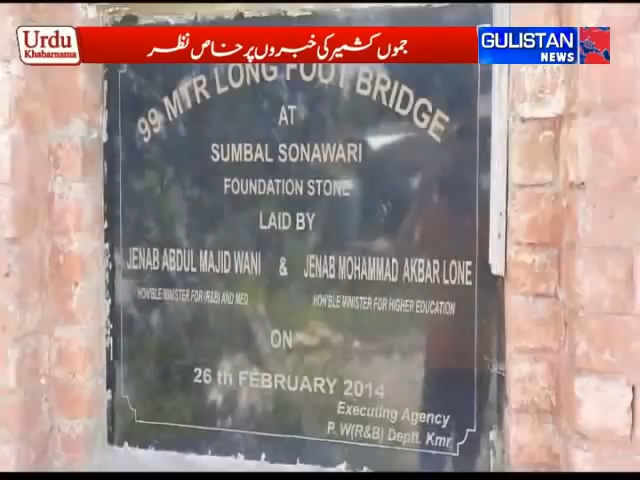 Urdu
Khabarnama
جموں کشمیر کی خبروں پر خاص نظر
GULISTAN
NEWS
99 MTR LONG FOOT BRIDGE
AT
SUMBAL SONAWARI
FOUNDATION STONE
LAID BY
JENAB ABDUL MAJID WANI & JENAB MOHAMMAD AKBAR LONE
HON'BLE MINISTER FOR (R&B) AND MED HON'BLE MINISTER FOR HIGHER EDUCATION
ON
26 th FEBRUARY 2014
Executing Agency
P. W(R&B) Deptt. Kmr